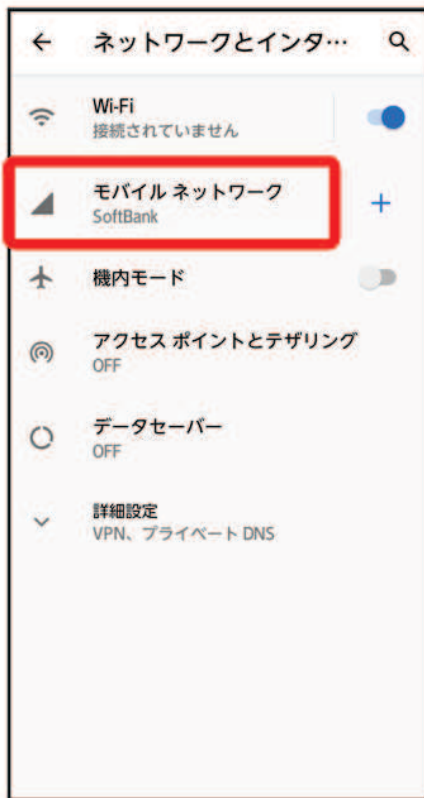 ネットワークとインタ…
Wi-Fi
接続されていません
モバイル ネットワーク
SoftBank
機内モード
アクセス ポイントとテザリング
OFF
データセーバー
OFF
詳細設定
VPN、プライベート DNS